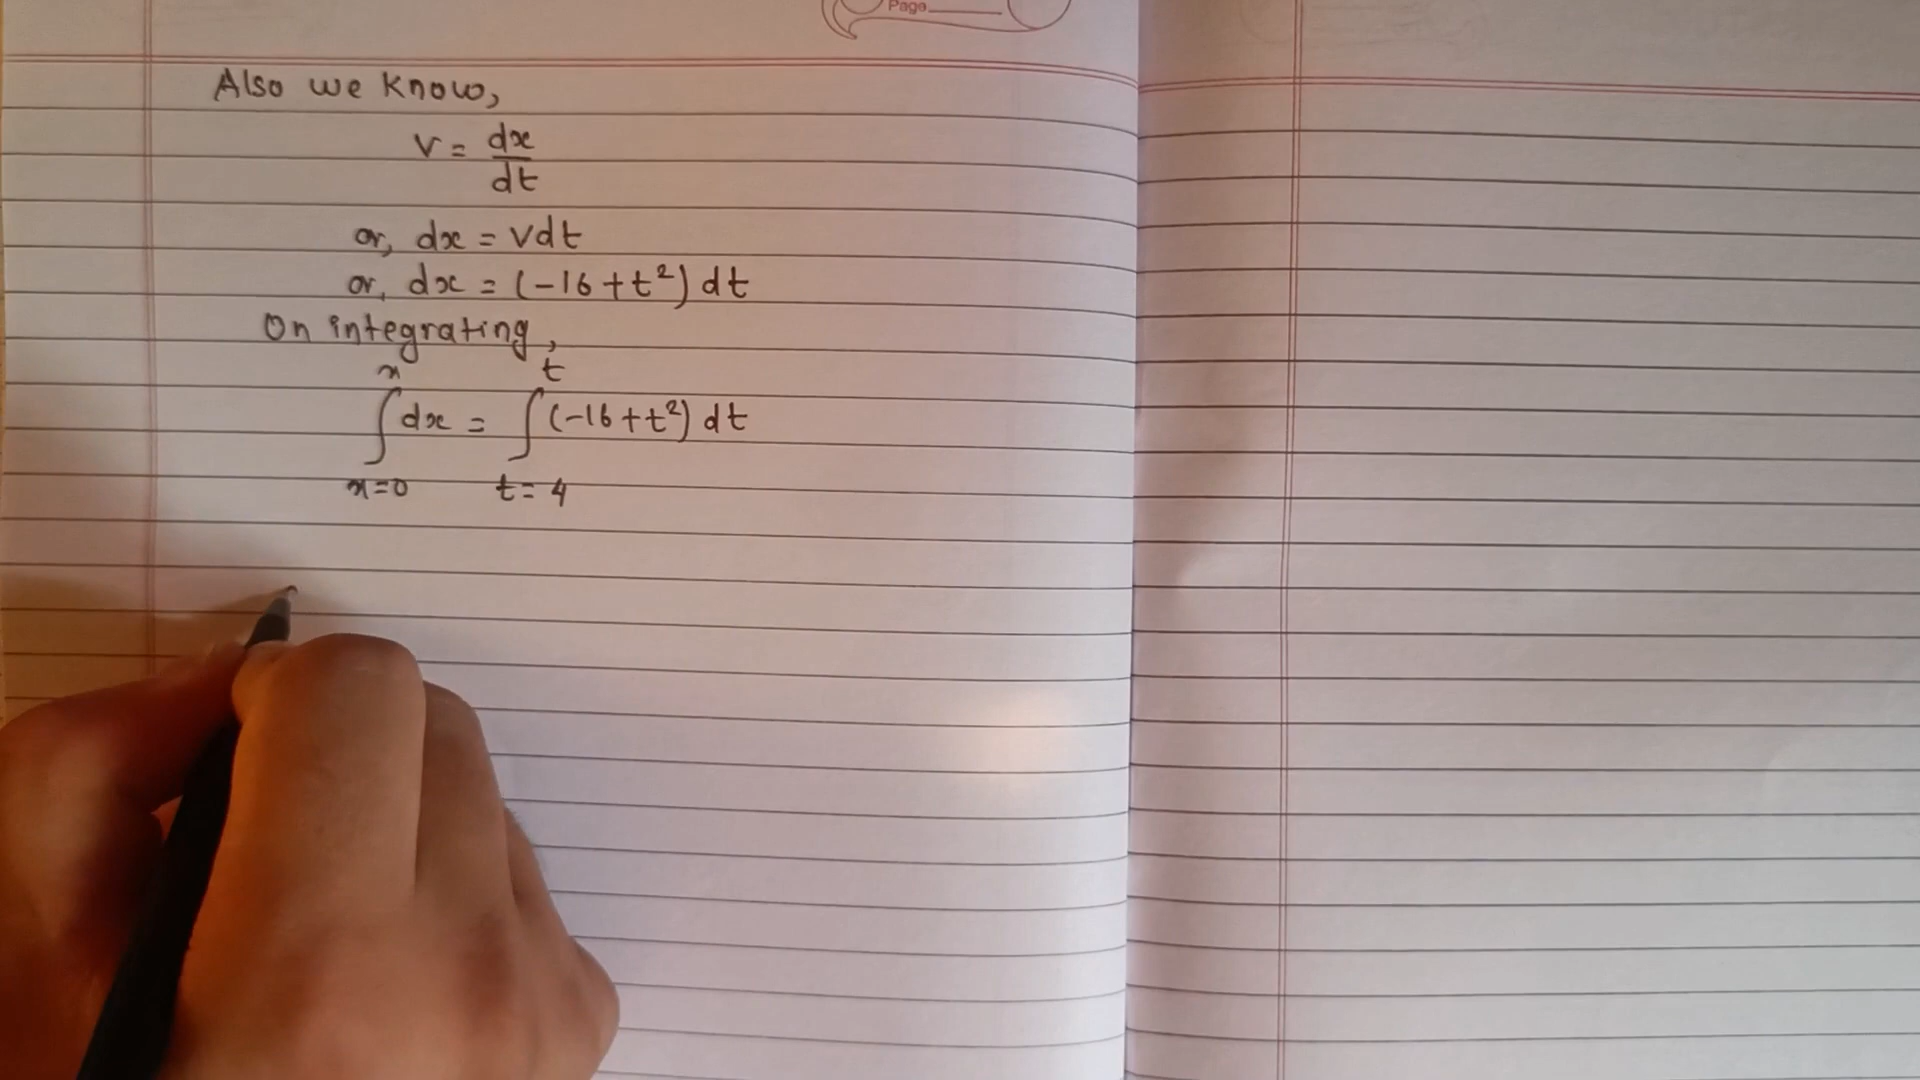 Page
Also we know,
v = dx/dt
or, dx = vdt
or, dx = (-16+t²) dt
On integrating,
∫_{x=0}^{x} dx = ∫_{t=4}^{t} (-16+t²) dt